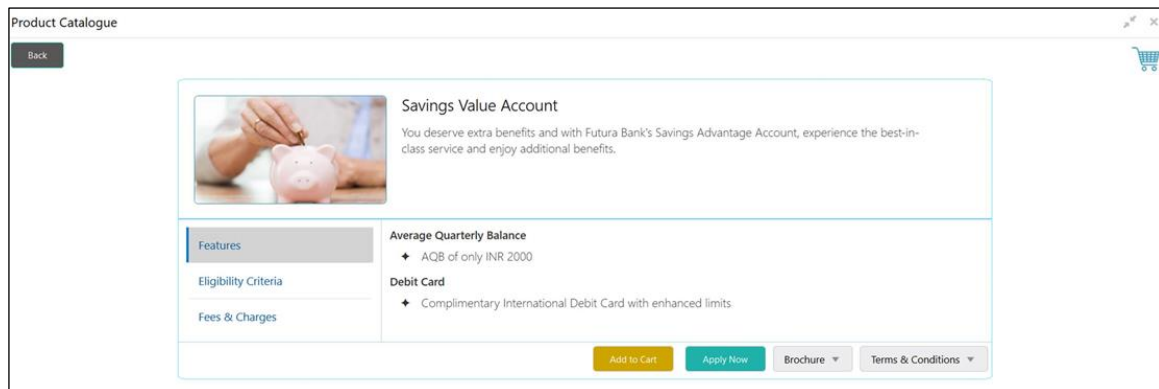 Product Catalogue
Back
Savings Value Account
You deserve extra benefits and with Futura Bank's Savings Advantage Account, experience the best-in-
class service and enjoy additional benefits.
Features
Eligibility Criteria
Fees & Charges
Average Quarterly Balance
AQB of only INR 2000
Debit Card
Complimentary International Debit Card with enhanced limits
Add to Cart
Apply Now
Brochure
Terms & Conditions